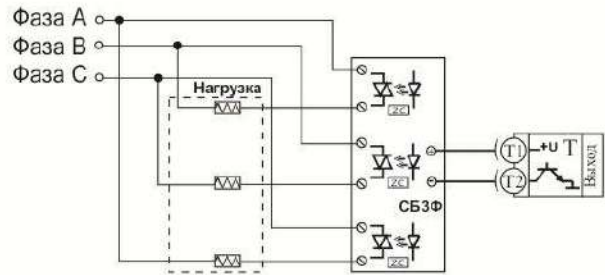 Фаза А
Фаза В
Фаза С
Нагрузка
ZC
ZC
ZC
СБ3Ф
+
-
Т1
Т2
+U
Т
Выход